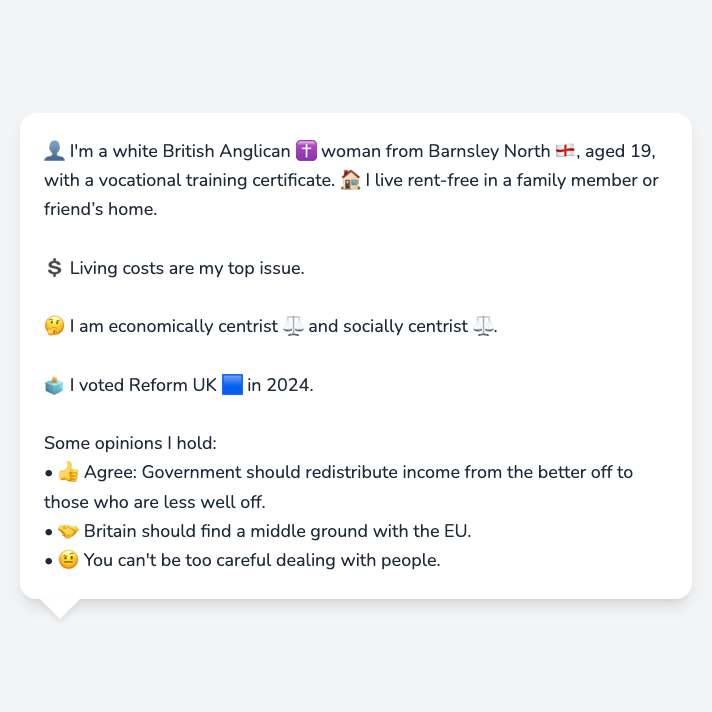 👤 I'm a white British Anglican ✝️ woman from Barnsley North 🏴󠁧󠁢󠁥󠁮󠁧󠁿, aged 19,
with a vocational training certificate. 🏠 I live rent-free in a family member or
friend’s home.
💲 Living costs are my top issue.
🤔 I am economically centrist ⚖️ and socially centrist ⚖️.
🗳️ I voted Reform UK 🟦 in 2024.
Some opinions I hold:
• 👍 Agree: Government should redistribute income from the better off to
those who are less well off.
• 🤝 Britain should find a middle ground with the EU.
• 🤨 You can't be too careful dealing with people.